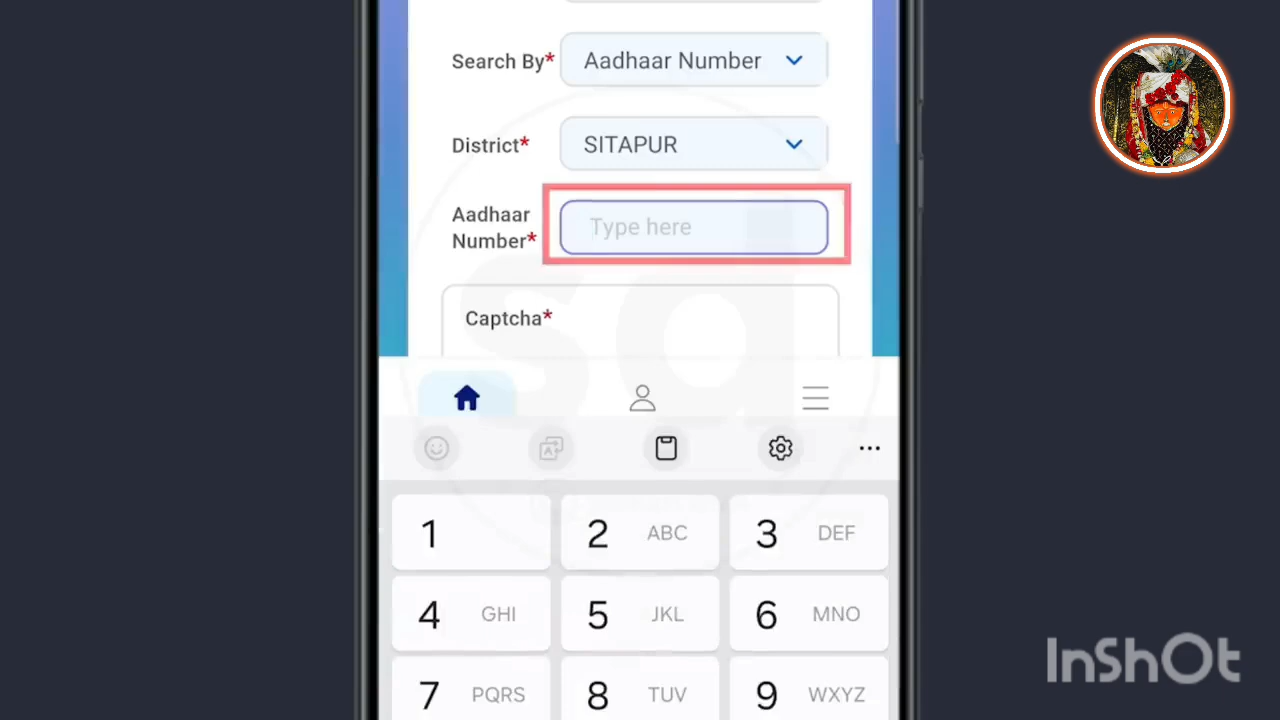 Search By* Aadhaar Number
District* SITAPUR
Aadhaar
Number* Type here
Captcha*
1 2 ABC 3 DEF
4 GHI 5 JKL 6 MNO
7 PQRS 8 TUV 9 WXYZ
InShOt